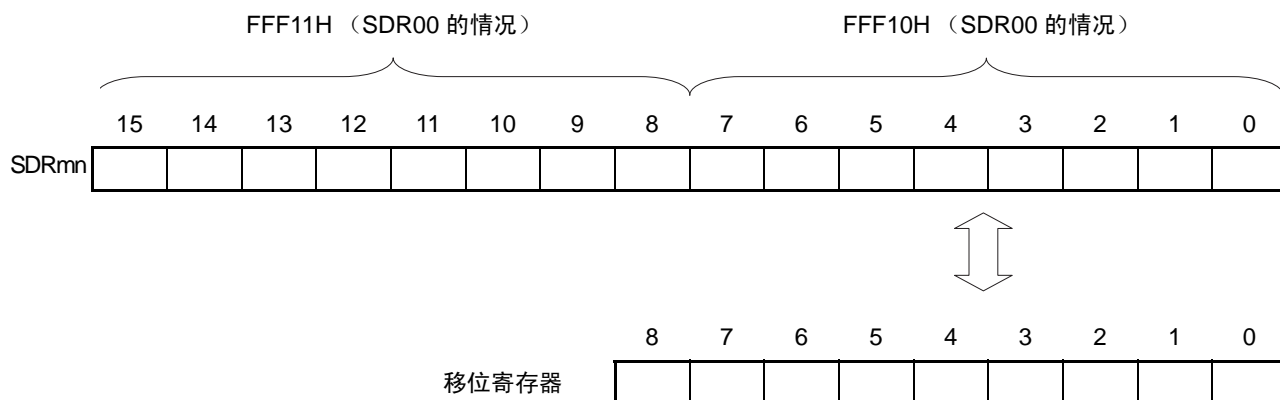 FFF11H （SDR00 的情况） FFF10H （SDR00 的情况）
15 14 13 12 11 10 9 8 7 6 5 4 3 2 1 0
SDRmn
8 7 6 5 4 3 2 1 0
移位寄存器